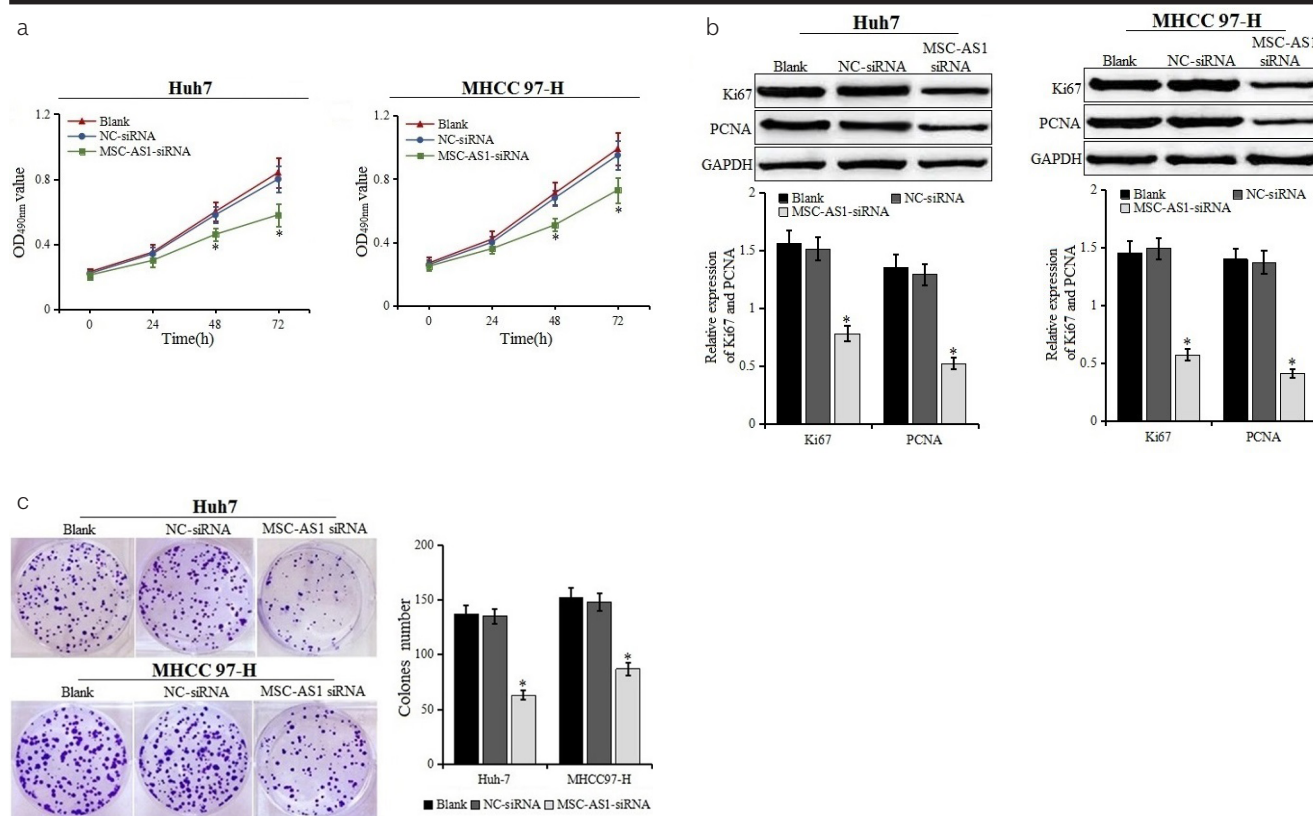 a
Huh7
1.2
0.8
0.4
0
OD490nm value
Blank
NC-siRNA
MSC-AS1-siRNA
*
*
0 24 48 72
Time(h)
MHCC 97-H
1.2
0.8
0.4
0
OD490nm value
Blank
NC-siRNA
MSC-AS1-siRNA
*
*
0 24 48 72
Time(h)
b
Huh7
Blank NC-siRNA MSC-AS1
siRNA
Ki67
PCNA
GAPDH
2
1.5
1
0.5
0
Relative expression
of Ki67 and PCNA
Blank NC-siRNA
MSC-AS1-siRNA
*
*
Ki67 PCNA
MHCC 97-H
Blank NC-siRNA MSC-AS1
siRNA
Ki67
PCNA
GAPDH
2
1.5
1
0.5
0
Relative expression
of Ki67 and PCNA
Blank NC-siRNA
MSC-AS1-siRNA
*
*
Ki67 PCNA
c
Huh7
Blank NC-siRNA MSC-AS1 siRNA
MHCC 97-H
Blank NC-siRNA MSC-AS1 siRNA
200
150
100
50
0
Colones number
*
*
Huh-7 MHCC97-H
Blank NC-siRNA MSC-AS1-siRNA